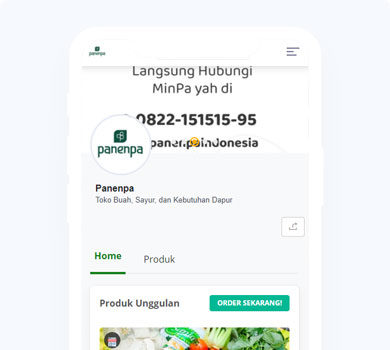 panenpa
Langsung Hubungi
MinPa yah di
0822-151515-95
panenpaindonesia
panenpa
Panenpa
Toko Buah, Sayur, dan Kebutuhan Dapur
Home
Produk
Produk Unggulan
ORDER SEKARANG!